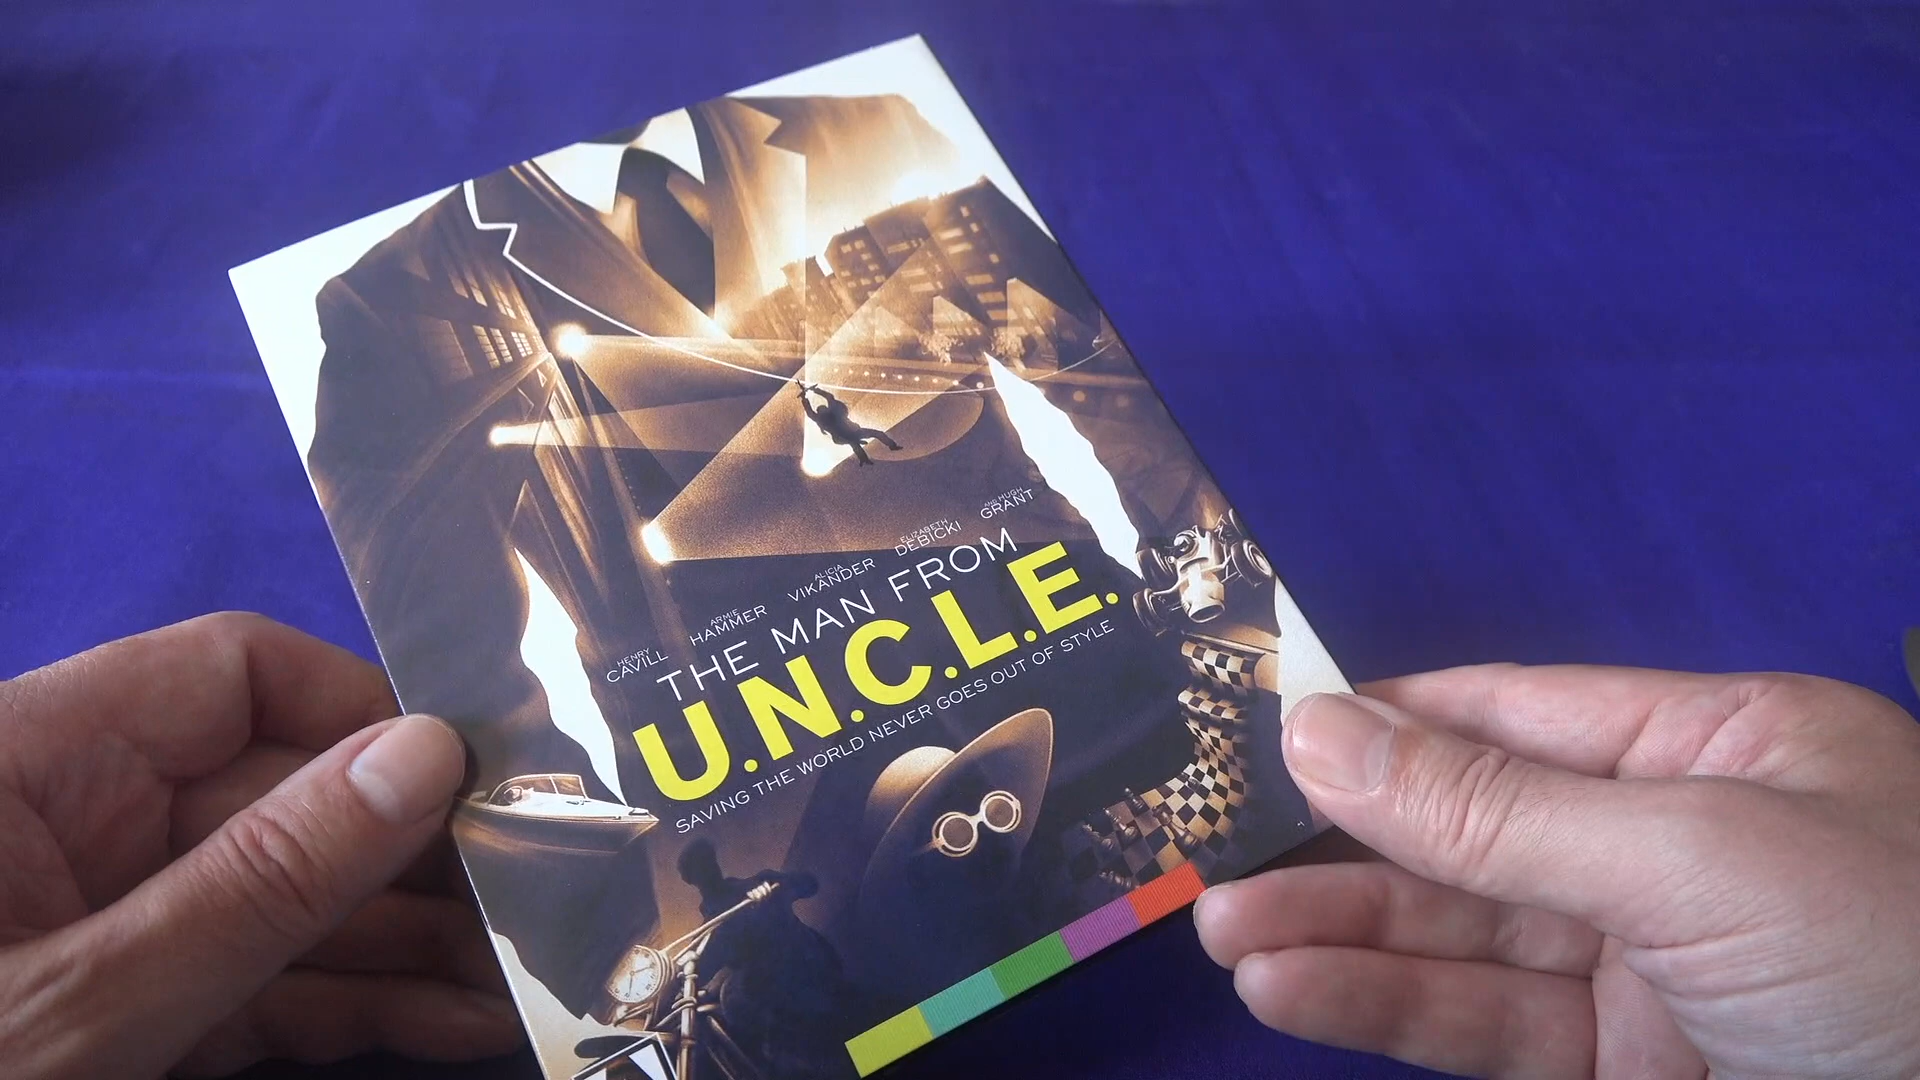 HENRY CAVILL ARMIE HAMMER ALICIA VIKANDER ELIZABETH DEBICKI AND HUGH GRANT
THE MAN FROM
U.N.C.L.E.
SAVING THE WORLD NEVER GOES OUT OF STYLE